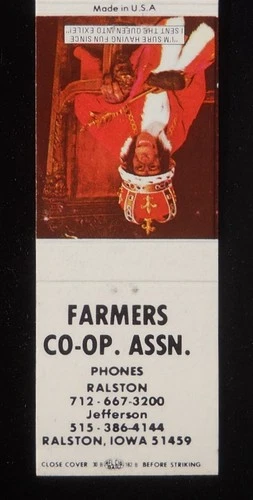 Made in U.S.A
"I'M SURE HAVING FUN SINCE
I SENT THE QUEEN INTO EXILE!"
FARMERS
CO-OP. ASSN.
PHONES
RALSTON
712-667-3200
Jefferson
515-386-4144
RALSTON, IOWA 51459
CLOSE COVER BEFORE STRIKING